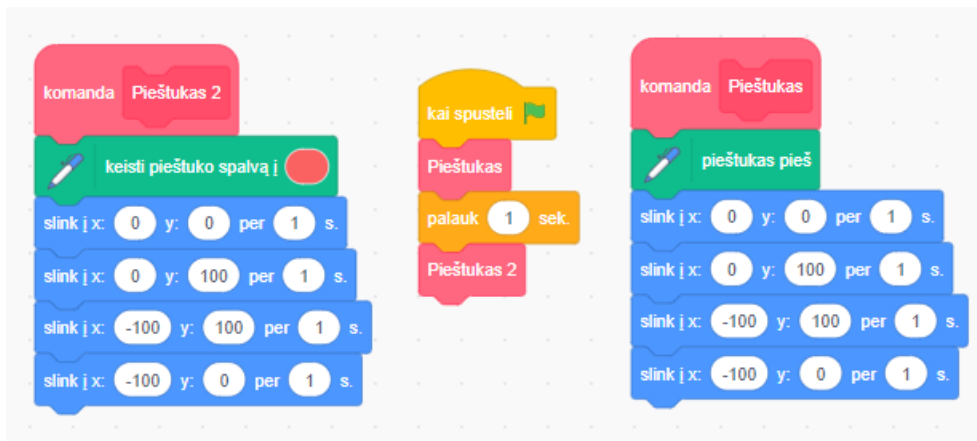 komanda Pieštukas 2
keisti pieštuko spalvą į
slink į x: 0 y: 0 per 1 s.
slink į x: 0 y: 100 per 1 s.
slink į x: -100 y: 100 per 1 s.
slink į x: -100 y: 0 per 1 s.
kai spusteli
Pieštukas
palauk 1 sek.
Pieštukas 2
komanda Pieštukas
pieštukas pieš
slink į x: 0 y: 0 per 1 s.
slink į x: 0 y: 100 per 1 s.
slink į x: -100 y: 100 per 1 s.
slink į x: -100 y: 0 per 1 s.